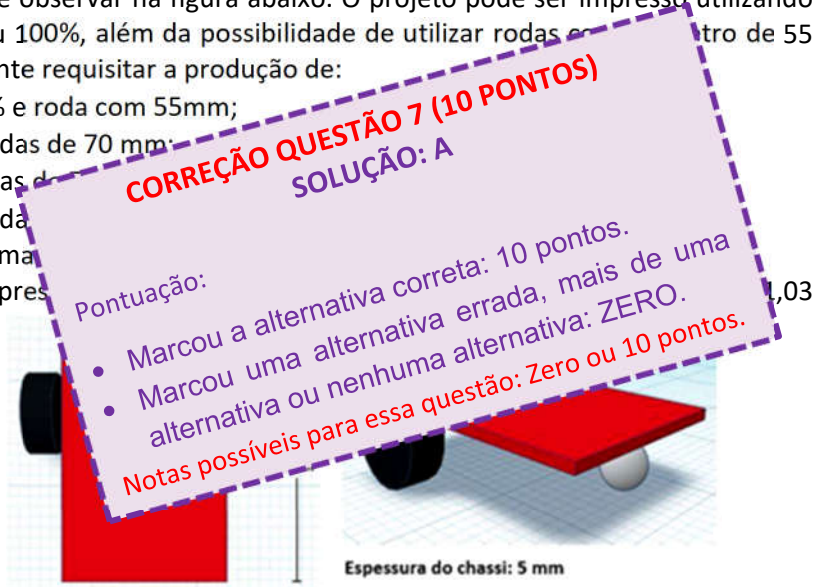 observar na figura abaixo. O projeto pode ser impresso utilizando
100%, além da possibilidade de utilizar rodas de 55
nte requisitar a produção de:
e roda com 55mm;
das de 70 mm;
CORREÇÃO QUESTÃO 7 (10 PONTOS)
SOLUÇÃO: A
Pontuação:
• Marcou a alternativa correta: 10 pontos.
• Marcou uma alternativa errada, mais de uma
alternativa ou nenhuma alternativa: ZERO.
Notas possíveis para essa questão: Zero ou 10 pontos.
1,03
Espessura do chassi: 5 mm